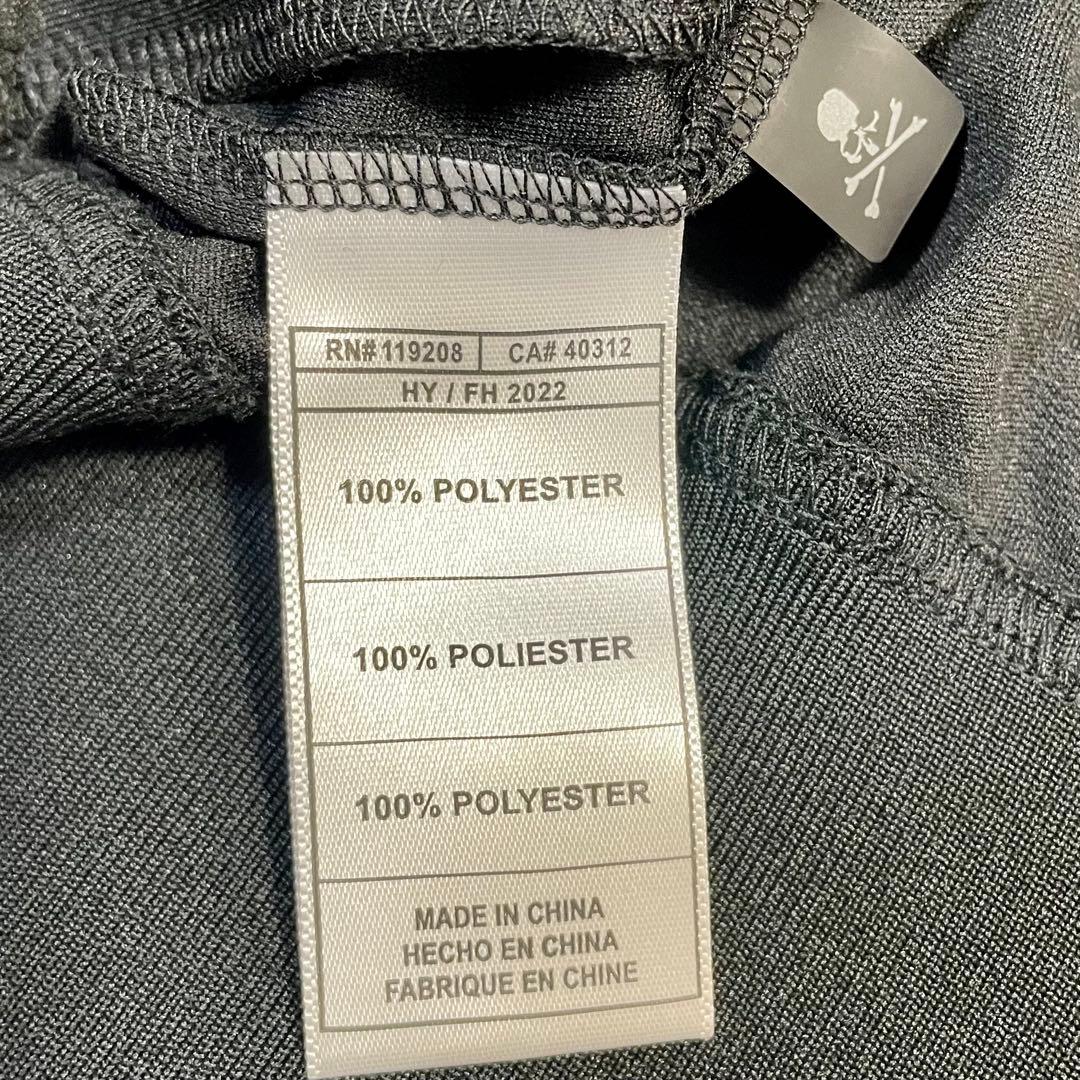 RN# 119208 CA# 40312
HY / FH 2022
100% POLYESTER
100% POLIESTER
100% POLYESTER
MADE IN CHINA
HECHO EN CHINA
FABRIQUE EN CHINE